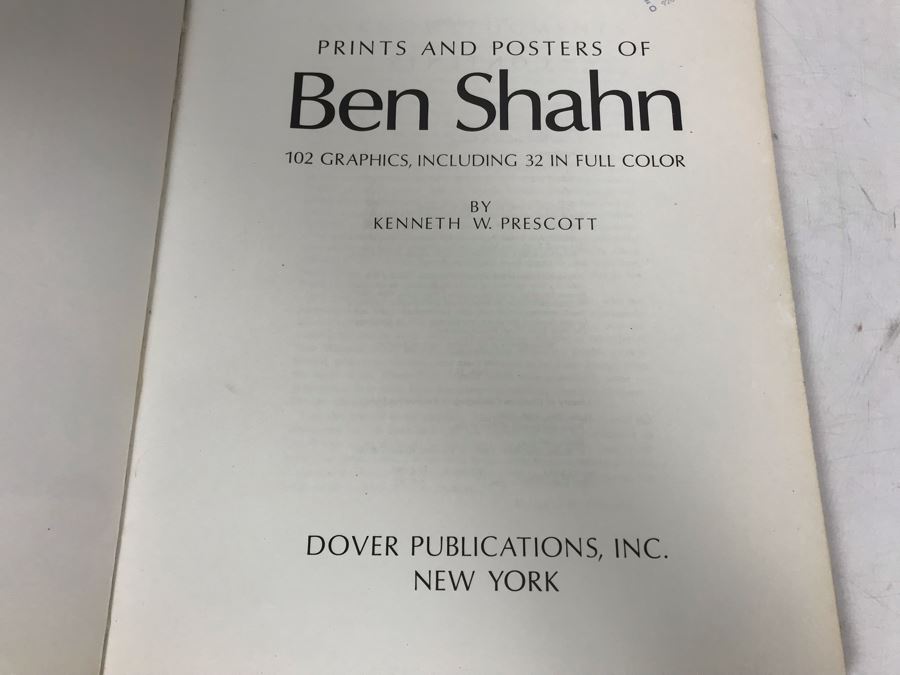 PRINTS AND POSTERS OF
Ben Shahn
102 GRAPHICS, INCLUDING 32 IN FULL COLOR
BY
KENNETH W. PRESCOTT
DOVER PUBLICATIONS, INC.
NEW YORK